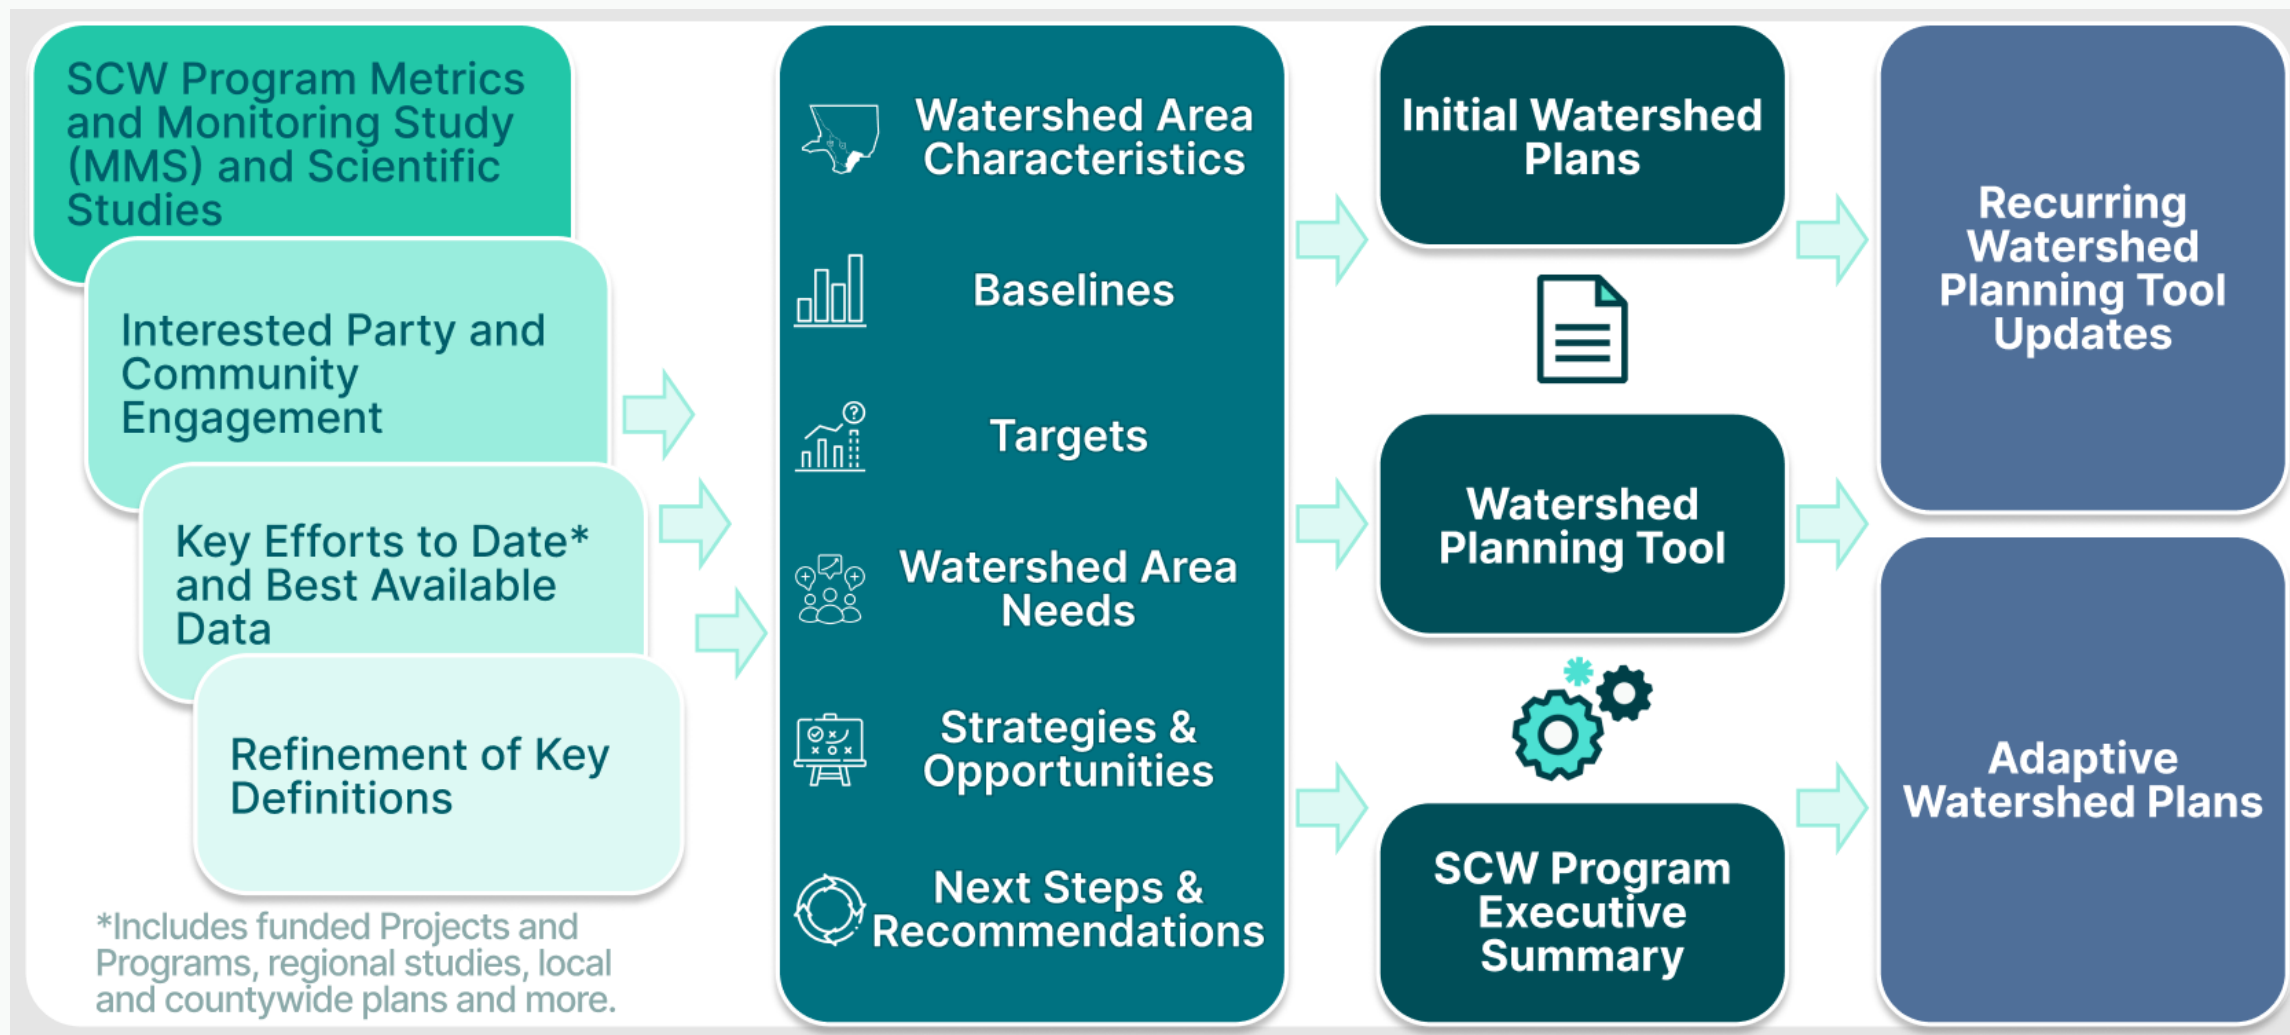 SCW Program Metrics
and Monitoring Study
(MMS) and Scientific
Studies
Interested Party and
Community
Engagement
Key Efforts to Date*
and Best Available
Data
Refinement of Key
Definitions
*Includes funded Projects and
Programs, regional studies, local
and countywide plans and more.
Watershed Area
Characteristics
Baselines
Targets
?
Watershed Area
Needs
Strategies &
Opportunities
Next Steps &
Recommendations
Initial Watershed
Plans
Watershed
Planning Tool
SCW Program
Executive
Summary
Recurring
Watershed
Planning Tool
Updates
Adaptive
Watershed Plans